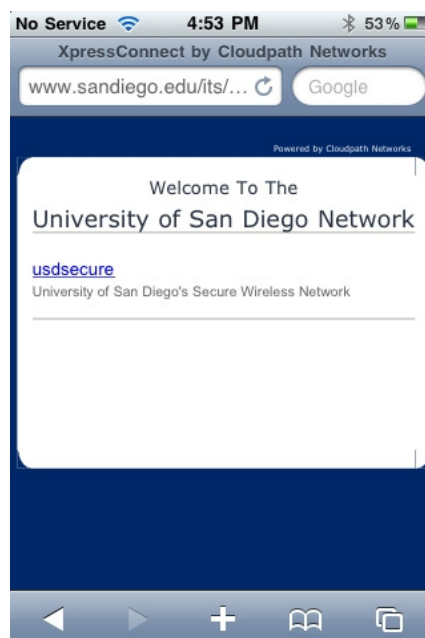 No Service 4:53 PM 53%
XpressConnect by Cloudpath Networks
www.sandiego.edu/its/... Google
Powered by Cloudpath Networks
Welcome To The
University of San Diego Network
usdsecure
University of San Diego's Secure Wireless Network